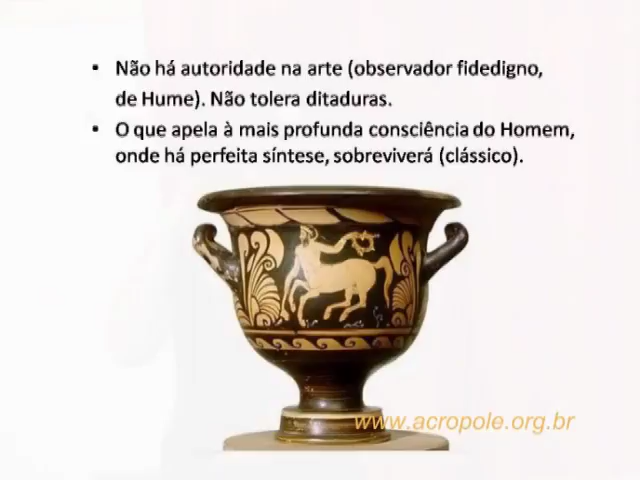 • Não há autoridade na arte (observador fidedigno,
de Hume). Não tolera ditaduras.
• O que apela à mais profunda consciência do Homem,
onde há perfeita síntese, sobreviverá (clássico).
www.acropole.org.br